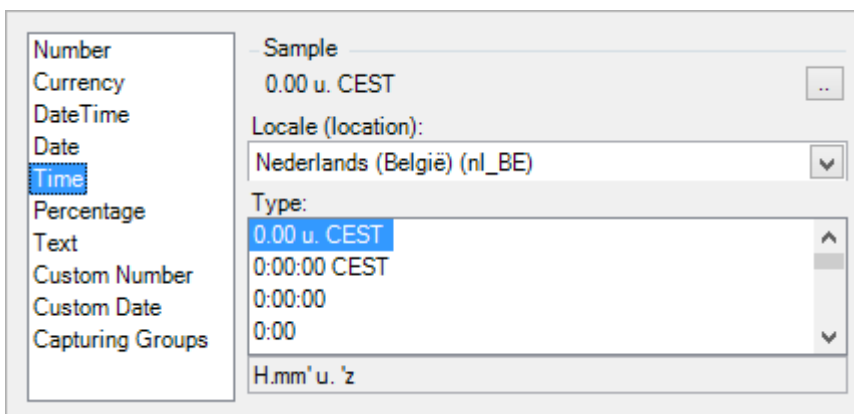 Number
Currency
DateTime
Date
Time
Percentage
Text
Custom Number
Custom Date
Capturing Groups
Sample
0.00 u. CEST
..
Locale (location):
Nederlands (België) (nl_BE)
Type:
0.00 u. CEST
0:00:00 CEST
0:00:00
0:00
H.mm' u. 'z